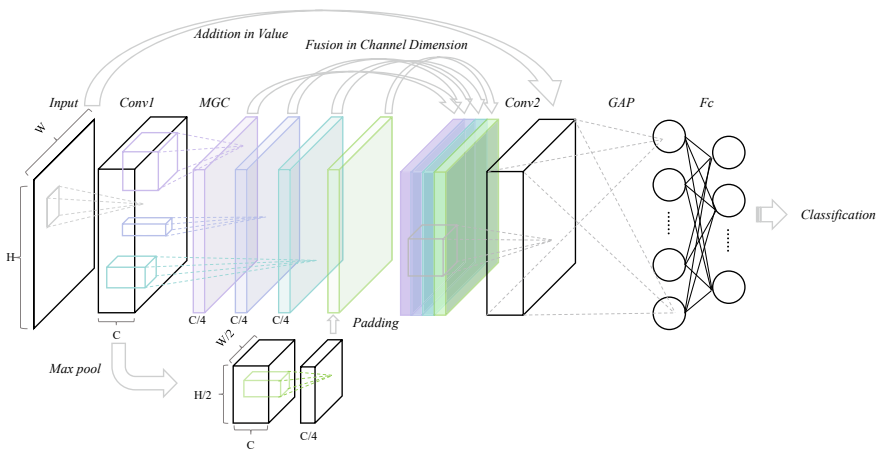 Addition in Value
Fusion in Channel Dimension
Input
Conv1
MGC
Conv2
GAP
Fc
W
H
Classification
C
C/4
C/4
C/4
Padding
W/2
Max pool
H/2
C
C/4